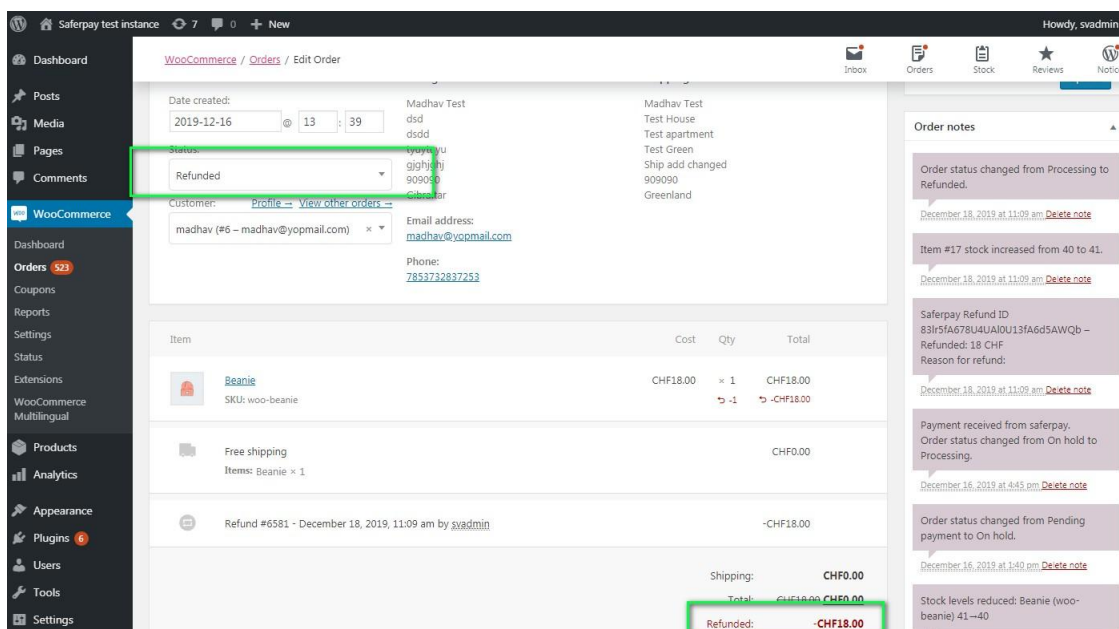 Saferpay test instance 7 0 + New
Howdy, svadmin
Dashboard
Posts
Media
Pages
Comments
WooCommerce
Dashboard
Orders 523
Coupons
Reports
Settings
Status
Extensions
WooCommerce
Multilingual
Products
Analytics
Appearance
Plugins 6
Users
Tools
Settings
WooCommerce / Orders / Edit Order
Inbox
Orders
Stock
Reviews
Notic
Date created:
2019-12-16 @ 13 : 39
Status:
Refunded
Customer: Profile → View other orders →
madhav (#6 – madhav@yopmail.com) ×
Madhav Test
dsd
dsdd
gjghjghj
909090
Gibraltar
Email address:
madhav@yopmail.com
Phone:
7853732837253
Madhav Test
Test House
Test apartment
Test Green
Ship add changed
909090
Greenland
Item Cost Qty Total
Beanie CHF18.00 × 1 CHF18.00
SKU: woo-beanie -1 -CHF18.00
Free shipping CHF0.00
Items: Beanie × 1
Refund #6581 - December 18, 2019, 11:09 am by svadmin -CHF18.00
Shipping: CHF0.00
Total: CHF18.00 CHF0.00
Refunded: -CHF18.00
Order notes
Order status changed from Processing to
Refunded.
December 18, 2019 at 11:09 am Delete note
Item #17 stock increased from 40 to 41.
December 18, 2019 at 11:09 am Delete note
Saferpay Refund ID
83lr5fA678U4UAl0U13fA6d5AWQb –
Refunded: 18 CHF
Reason for refund:
December 18, 2019 at 11:09 am Delete note
Payment received from saferpay.
Order status changed from On hold to
Processing.
December 16, 2019 at 4:45 pm Delete note
Order status changed from Pending
payment to On hold.
December 16, 2019 at 1:40 pm Delete note
Stock levels reduced: Beanie (woo-
beanie) 41→40